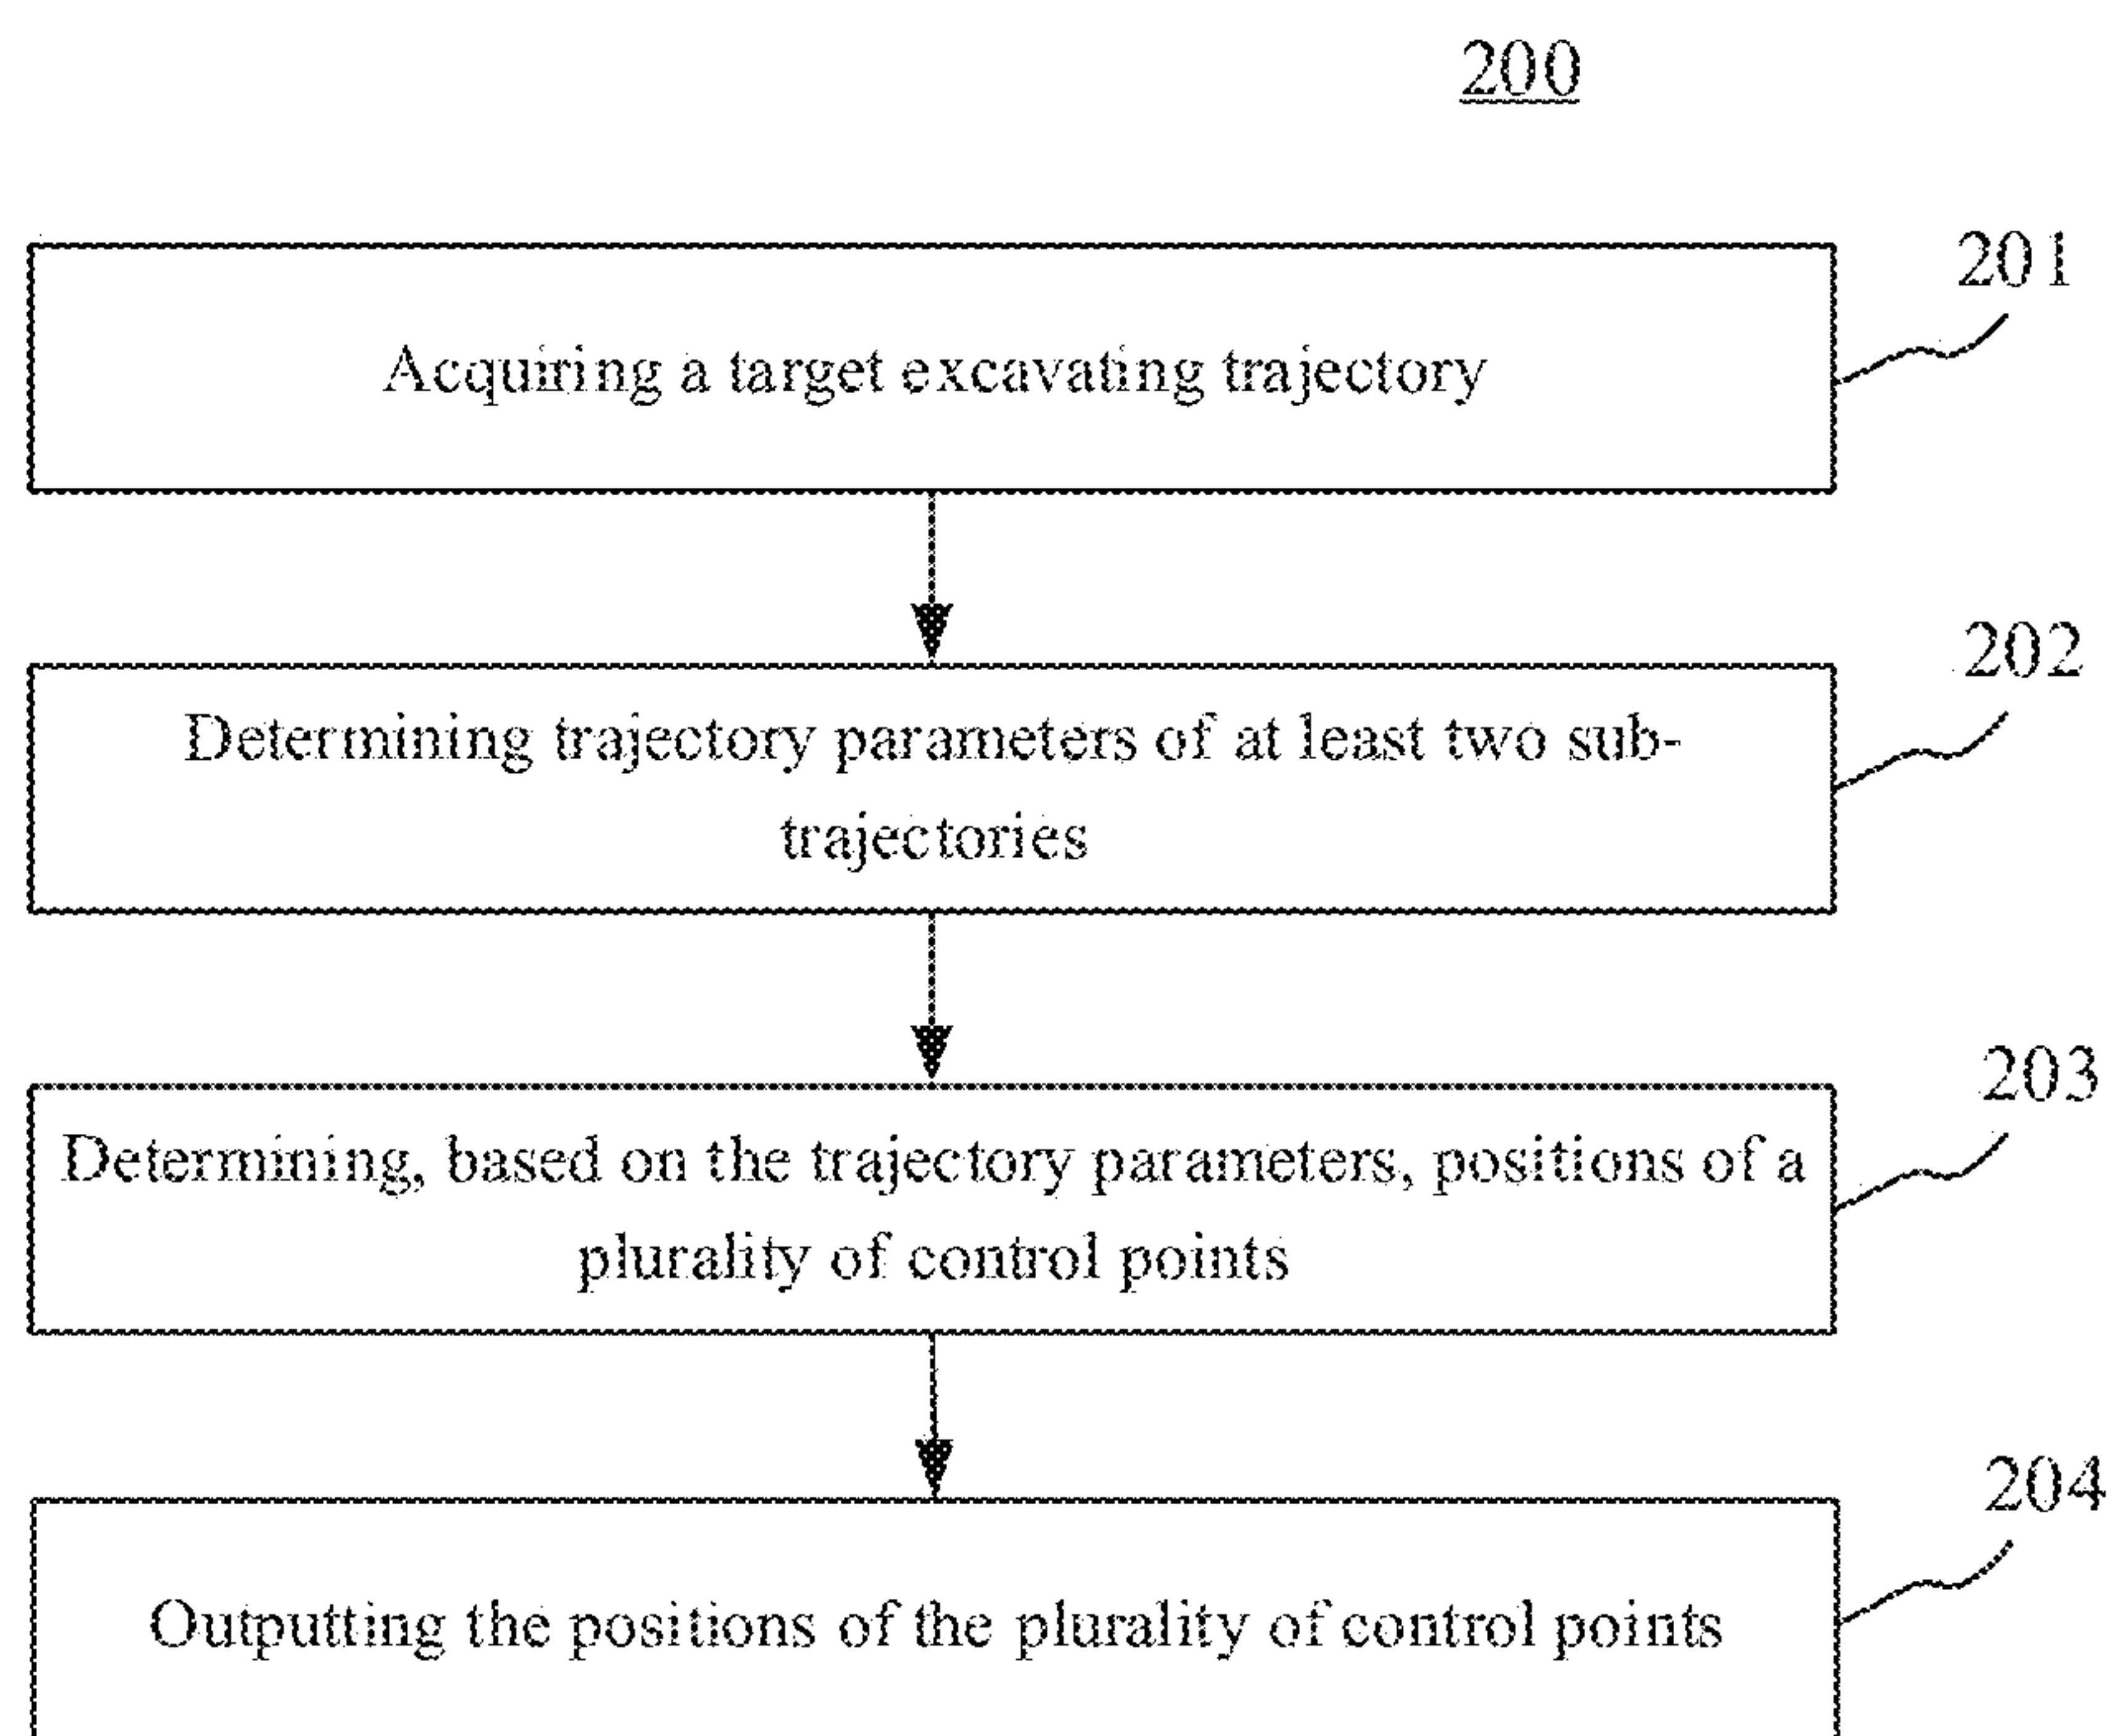 200
201
Acquiring a target excavating trajectory
202
Determining trajectory parameters of at least two sub-
trajectories
203
Determining, based on the trajectory parameters, positions of a
plurality of control points
204
Outputting the positions of the plurality of control points